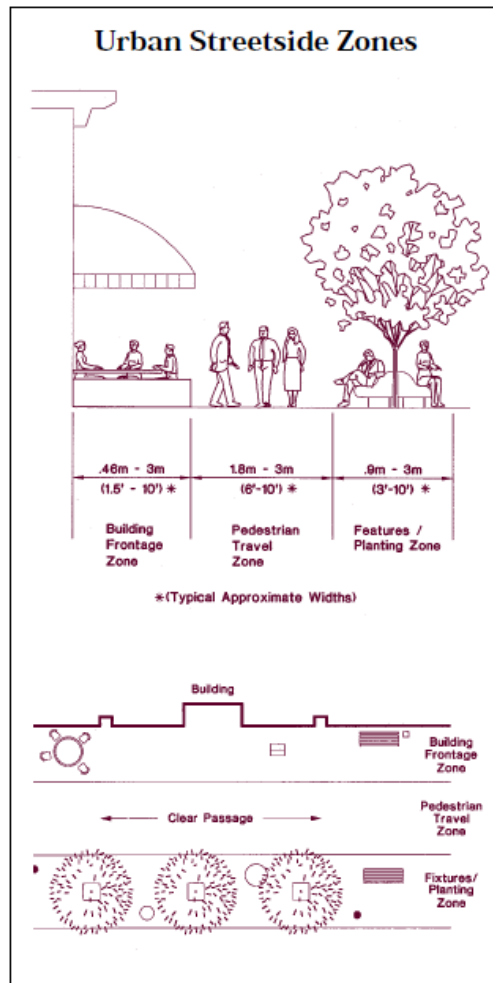 Urban Streetside Zones
.46m - 3m
(1.5' - 10') *
Building
Frontage
Zone
1.8m - 3m
(6'-10') *
Pedestrian
Travel
Zone
.9m - 3m
(3'-10') *
Features /
Planting Zone
*(Typical Approximate Widths)
Building
Building
Frontage
Zone
Clear Passage
Pedestrian
Travel
Zone
Fixtures/
Planting
Zone